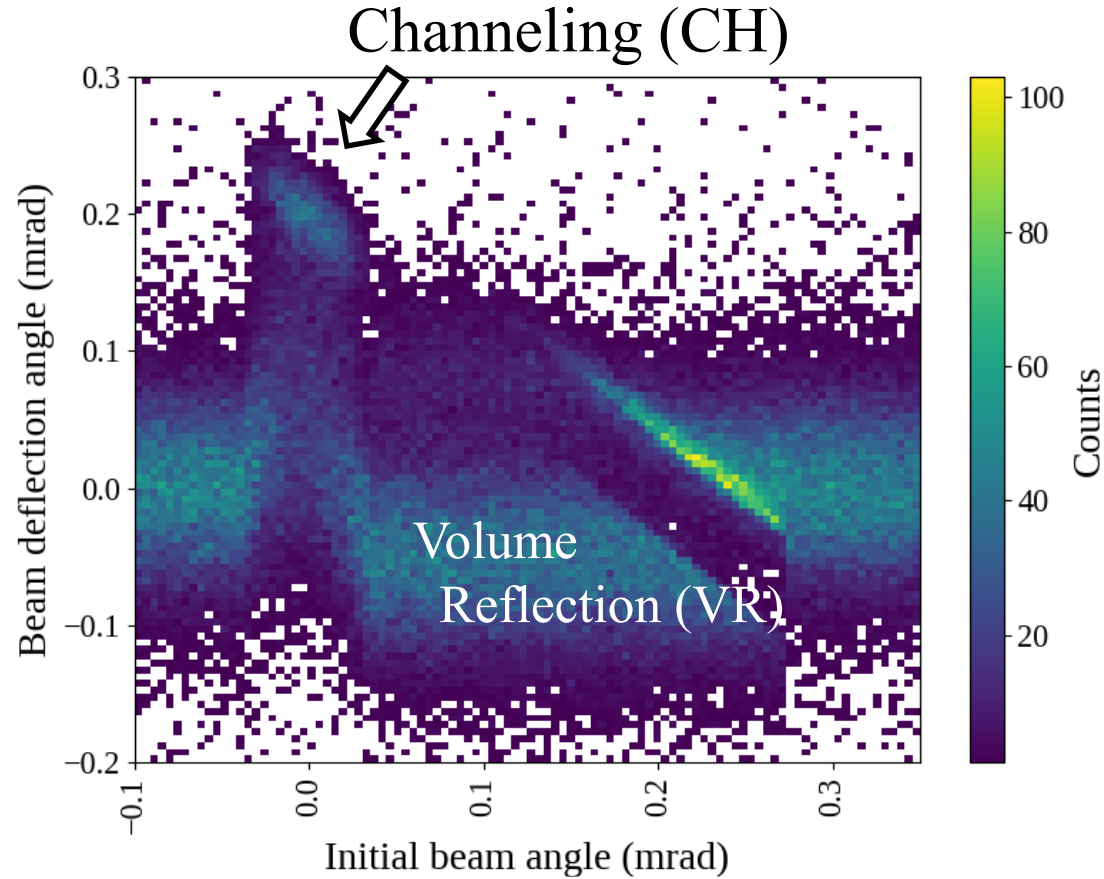 Channeling (CH)
0.3
0.2
0.1
0.0
−0.1
−0.2
Beam deflection angle (mrad)
Volume
Reflection (VR)
−0.1
0.0
0.1
0.2
0.3
Initial beam angle (mrad)
100
80
60
40
20
Counts